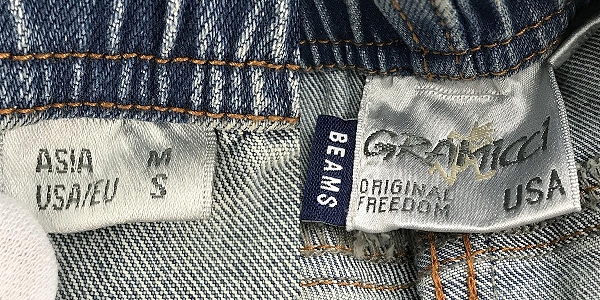 ASIA M
USA/EU S
BEAMS
GRAMICCI
ORIGINAL
FREEDOM
USA